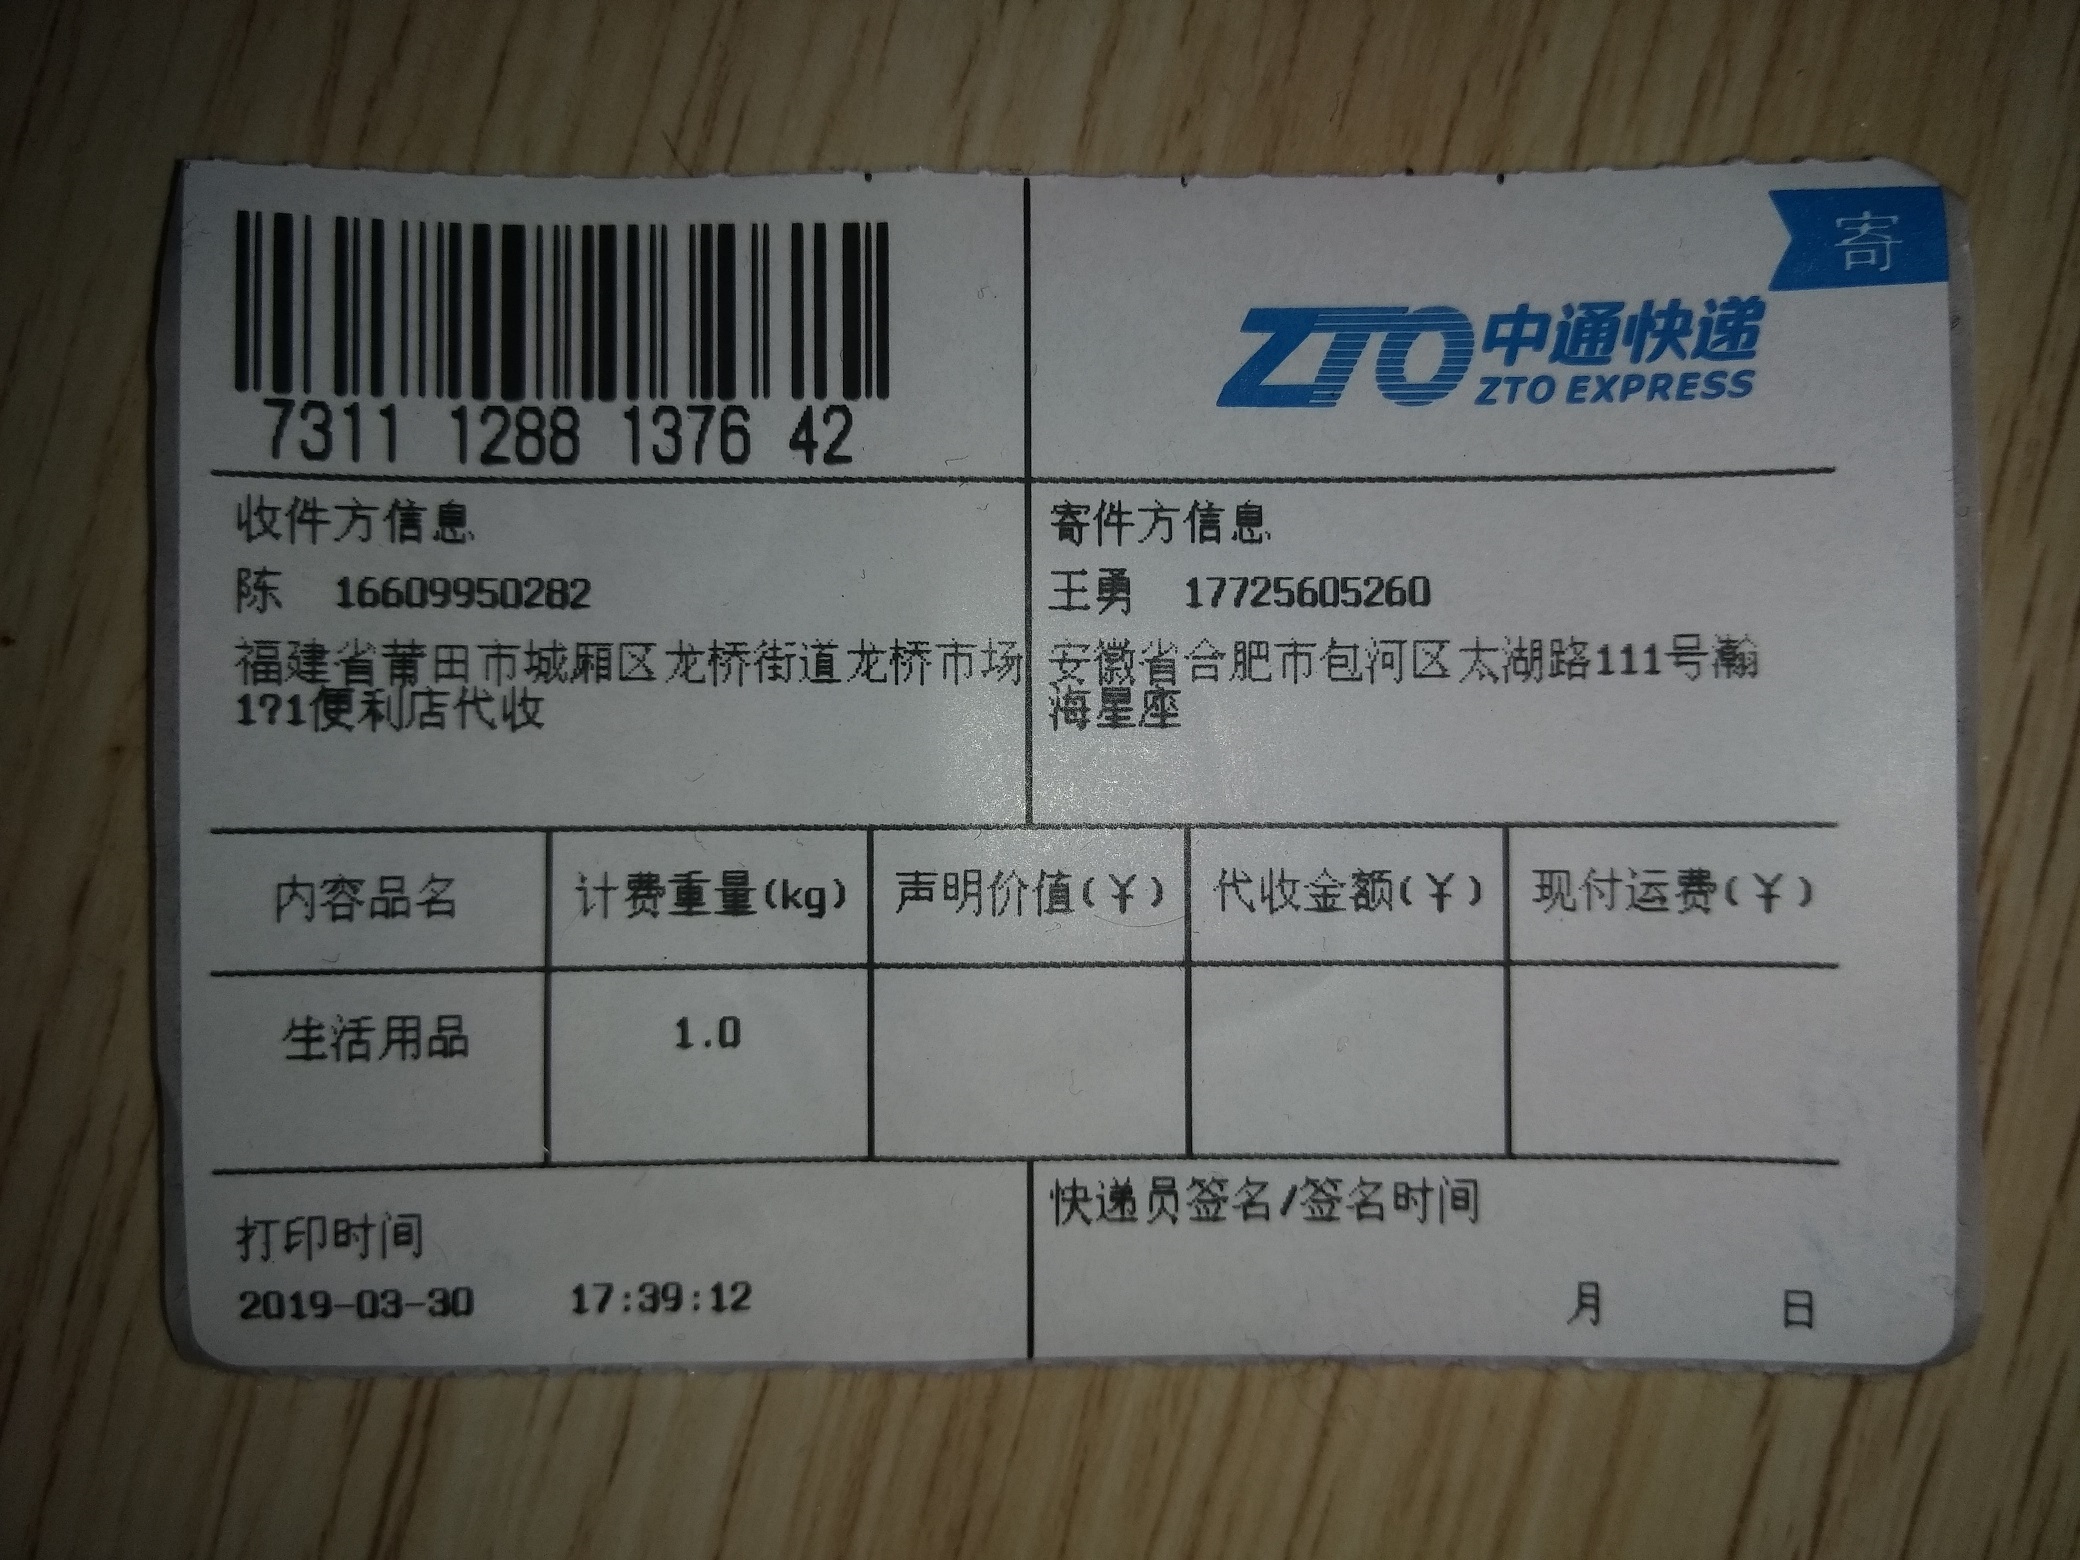 寄
ZTO中通快递
ZTO EXPRESS
7311 1288 1376 42
收件方信息
陈 16609950282
福建省莆田市城厢区龙桥街道龙桥市场
1?1便利店代收
寄件方信息
王勇 17725605260
安徽省合肥市包河区太湖路111号瀚
海星座
内容品名 计费重量(kg) 声明价值(¥) 代收金额(¥) 现付运费(¥)
生活用品 1.0
打印时间
2019-03-30 17:39:12
快递员签名/签名时间
月 日